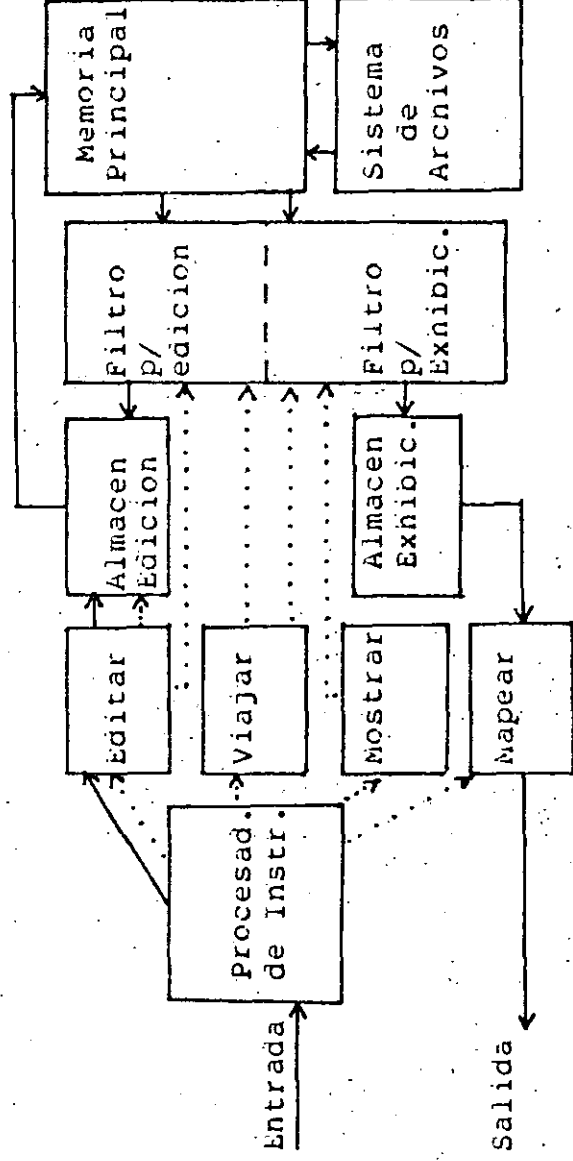 Entrada
Salida
Procesad.
de Instr.
Editar
Viajar
Mostrar
Mapear
Almacen
Edicion
Almacen
Exhibic.
Filtro
p/
edicion
Filtro
p/
Exhibic.
Memoria
Principal
Sistema
de
Archivos